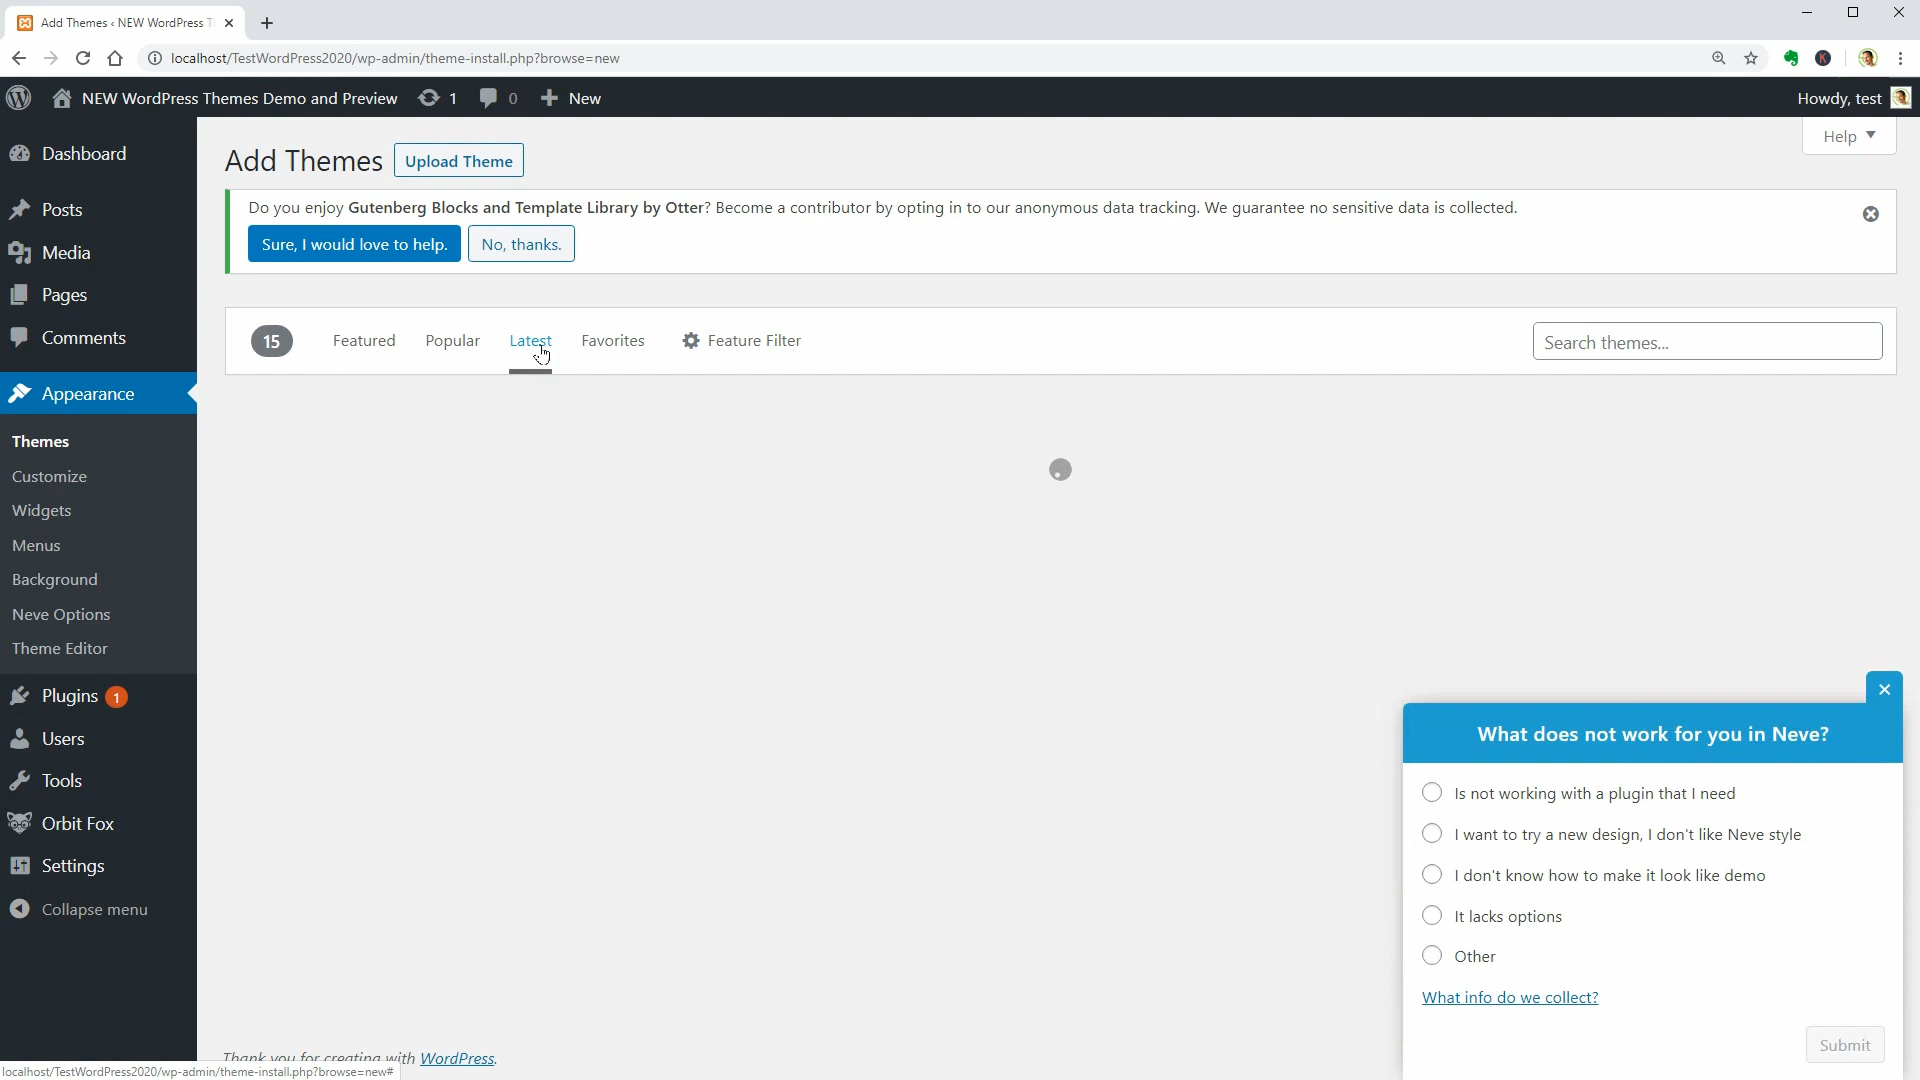 Add Themes ‹ NEW WordPress T
localhost/TestWordPress2020/wp-admin/theme-install.php?browse=new
K
NEW WordPress Themes Demo and Preview 1 0 New
Howdy, test
Help
Dashboard
Posts
Media
Pages
Comments
Appearance
Themes
Customize
Widgets
Menus
Background
Neve Options
Theme Editor
Plugins 1
Users
Tools
Orbit Fox
Settings
Collapse menu
Add Themes Upload Theme
Do you enjoy Gutenberg Blocks and Template Library by Otter? Become a contributor by opting in to our anonymous data tracking. We guarantee no sensitive data is collected.
Sure, I would love to help. No, thanks.
15 Featured Popular Latest Favorites Feature Filter Search themes...
What does not work for you in Neve?
Is not working with a plugin that I need
I want to try a new design, I don't like Neve style
I don't know how to make it look like demo
It lacks options
Other
What info do we collect?
Submit
Thank you for creating with WordPress.
localhost/TestWordPress2020/wp-admin/theme-install.php?browse=new#